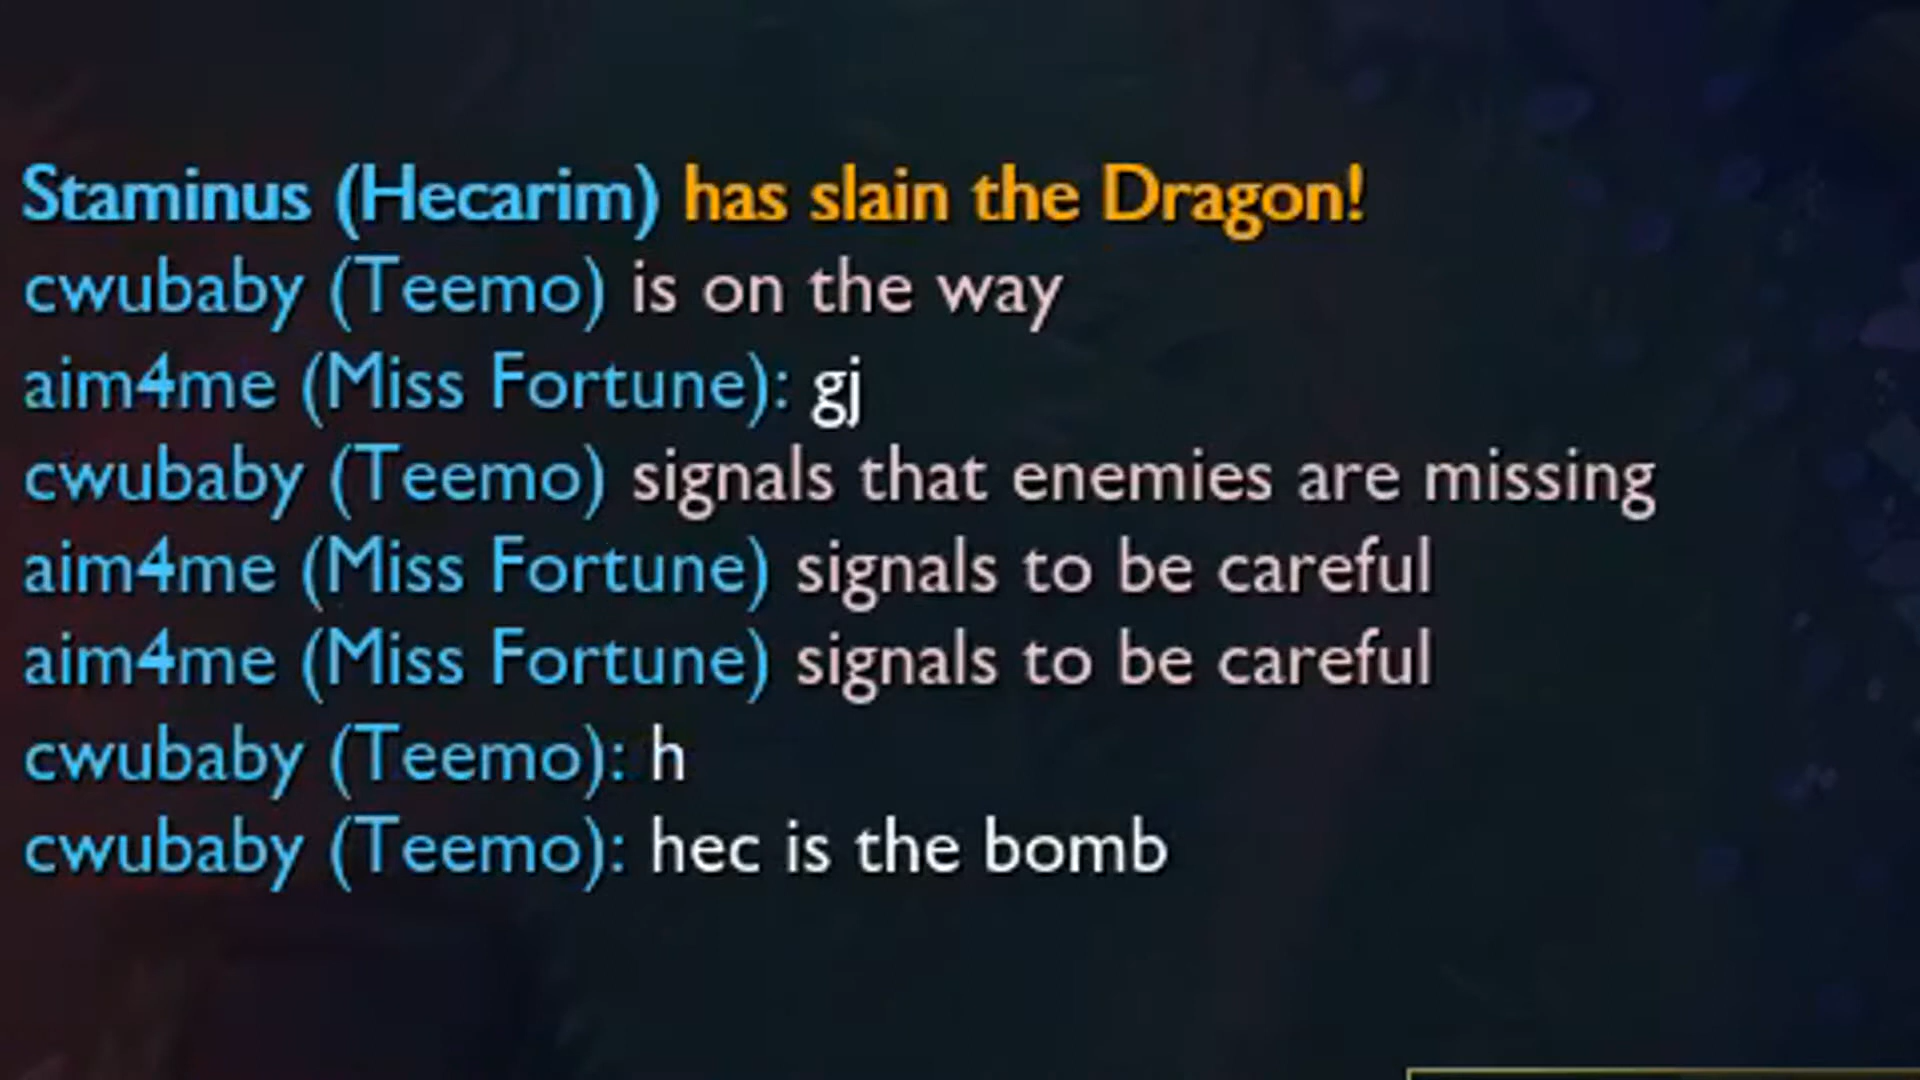 Staminus (Hecarim) has slain the Dragon!
cwubaby (Teemo) is on the way
aim4me (Miss Fortune): gj
cwubaby (Teemo) signals that enemies are missing
aim4me (Miss Fortune) signals to be careful
aim4me (Miss Fortune) signals to be careful
cwubaby (Teemo): h
cwubaby (Teemo): hec is the bomb